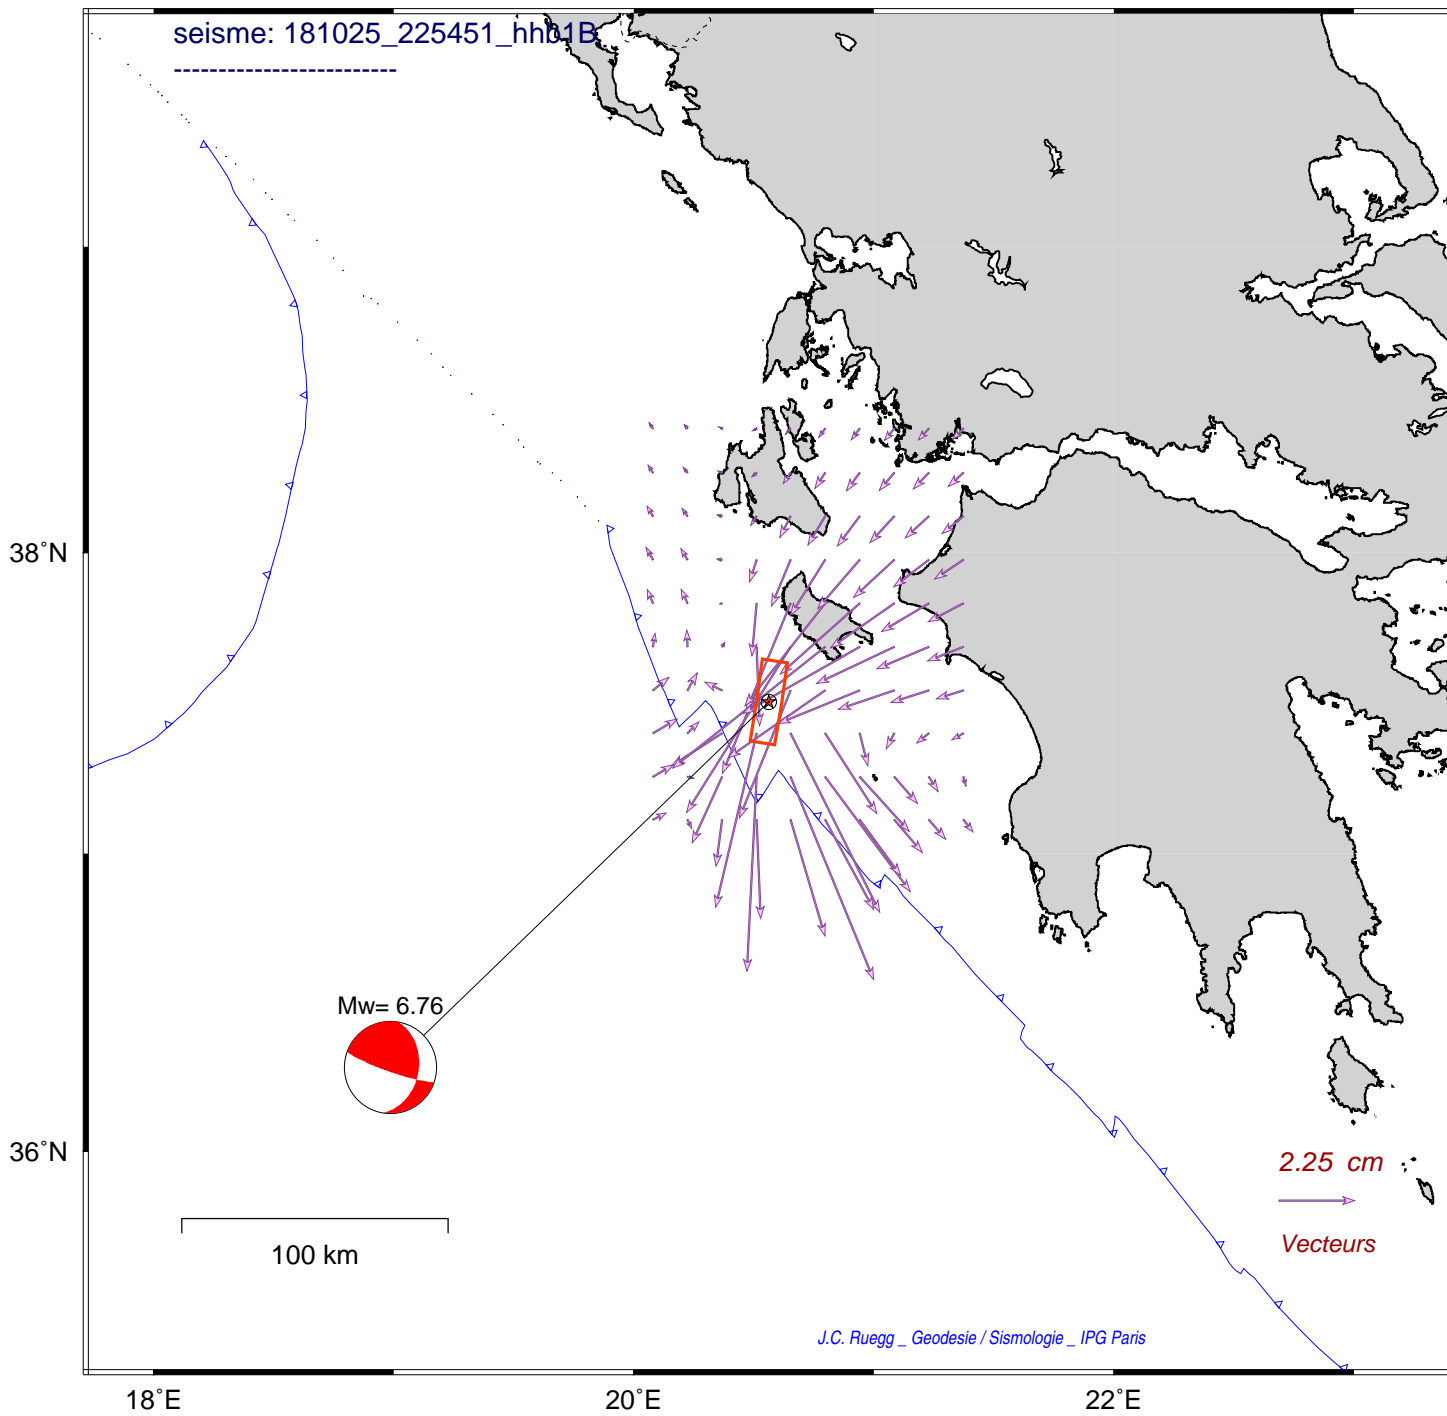 seisme: 181025_225451_hhb1B
-------------------------
38°N
Mw= 6.76
36°N
2.25 cm
100 km
Vecteurs
J.C. Ruegg _ Geodesie / Sismologie _ IPG Paris
18°E
20°E
22°E